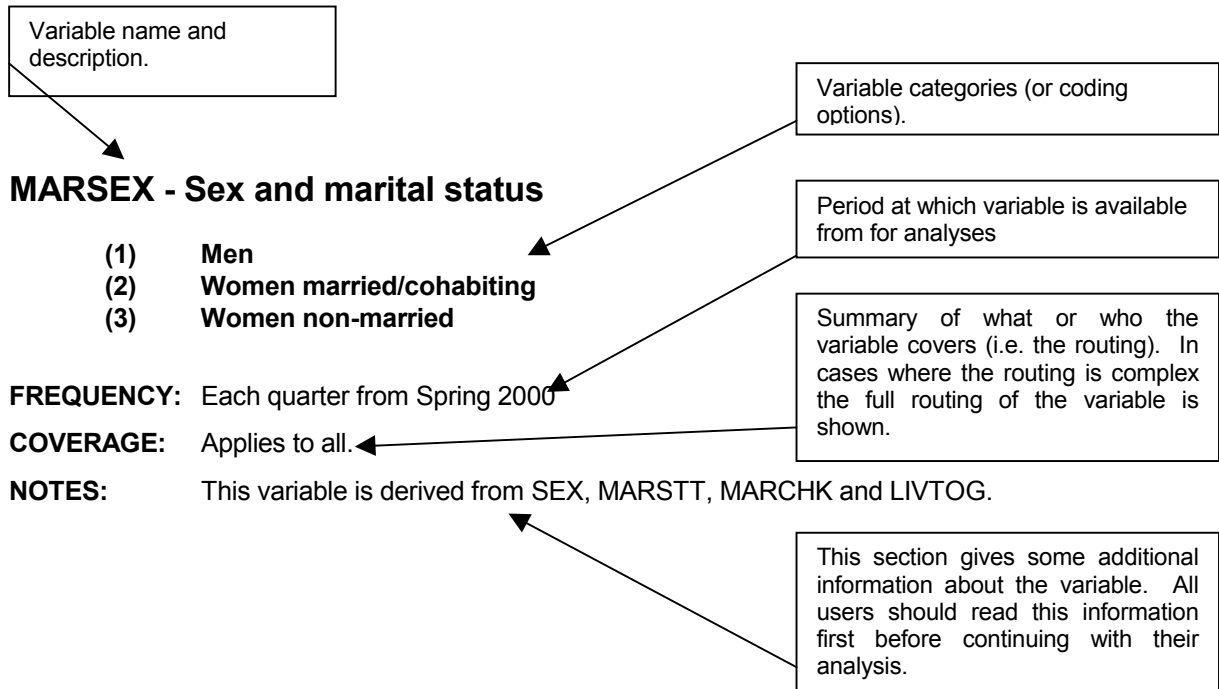 Variable name and
description.
Variable categories (or coding
options).
MARSEX - Sex and marital status
Period at which variable is available
from for analyses
(1) Men
(2) Women married/cohabiting
(3) Women non-married
Summary of what or who the
variable covers (i.e. the routing). In
cases where the routing is complex
the full routing of the variable is
shown.
FREQUENCY: Each quarter from Spring 2000
COVERAGE: Applies to all.
NOTES: This variable is derived from SEX, MARSTT, MARCHK and LIVTOG.
This section gives some additional
information about the variable. All
users should read this information
first before continuing with their
analysis.